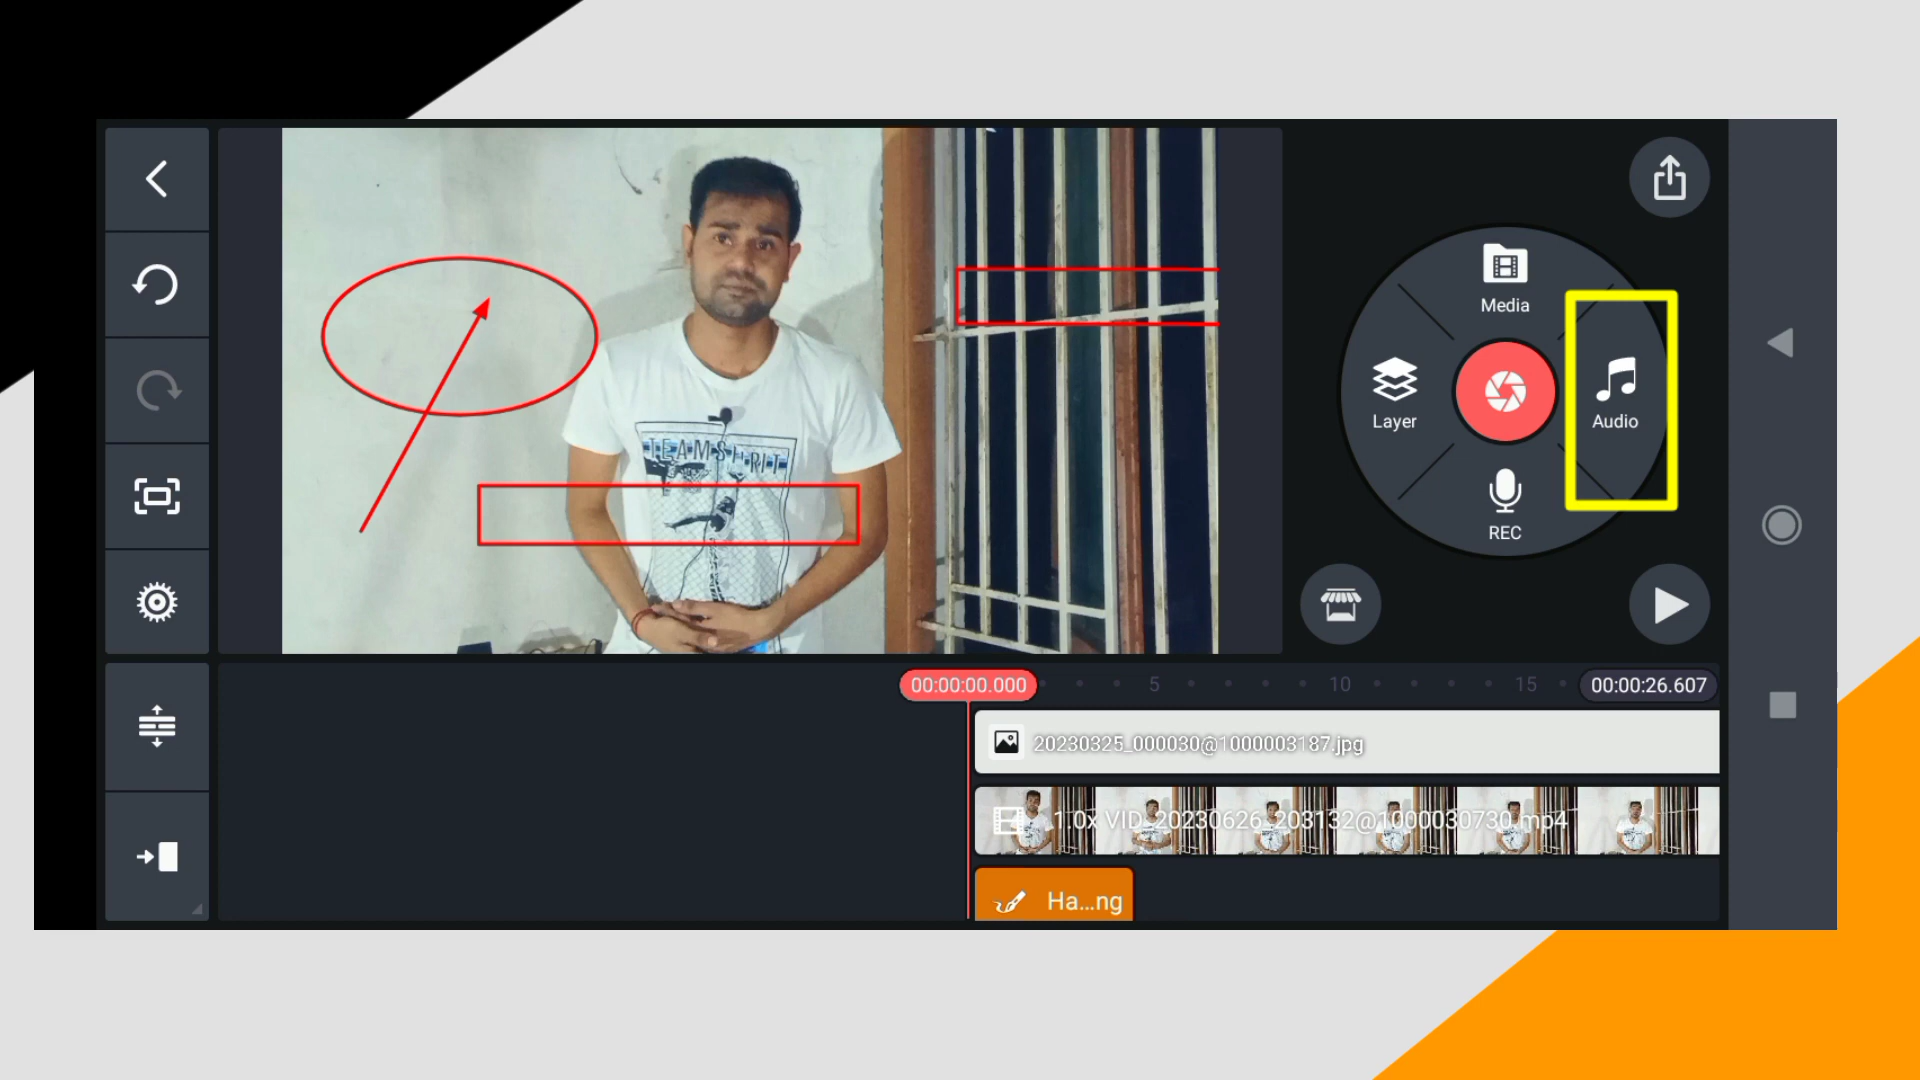 Media
Layer
Audio
REC
TEAMSPIRIT
00:00:00.000
5
10
15
00:00:26.607
20230325_000030@1000003187.jpg
1.0x VID_20230626_203132@1000030730.mp4
Ha...ng